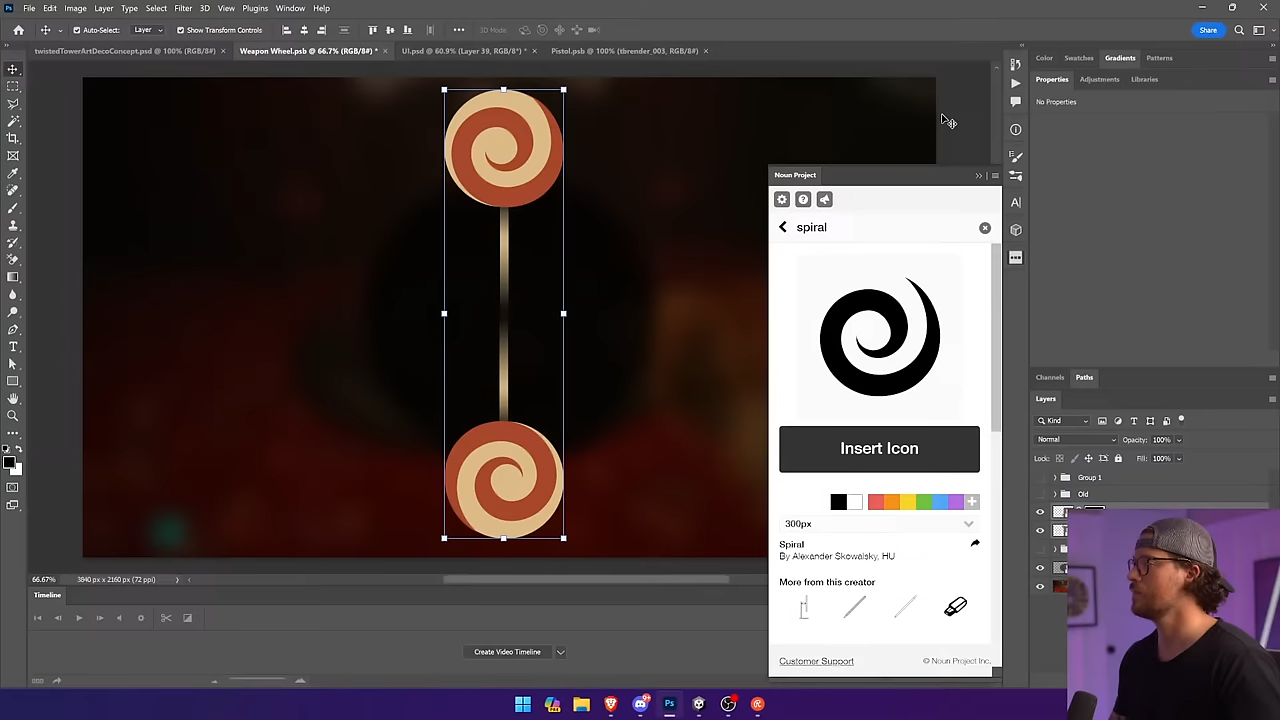 File Edit Image Layer Type Select Filter 3D View Plugins Window Help
Auto-Select: Layer Show Transform Controls 3D Mode: Share
twistedTowerArtDecoConcept.psd @ 100% (RGB/8#) × Weapon Wheel.psb @ 66.7% (RGB/8#) * × UI.psd @ 60.9% (Layer 39, RGB/8*) * × Pistol.psb @ 100% (tbrender_003, RGB/8#) ×
Color Swatches Gradients Patterns
Properties Adjustments Libraries
No Properties
Noun Project
spiral
Insert Icon
300px
Spiral
By Alexander Skowalsky, HU
More from this creator
Customer Support © Noun Project Inc.
Channels Paths
Layers
Kind
Normal Opacity: 100%
Lock: Fill: 100%
Group 1
Old
66.67% 3840 px x 2160 px (72 ppi)
Timeline
Create Video Timeline